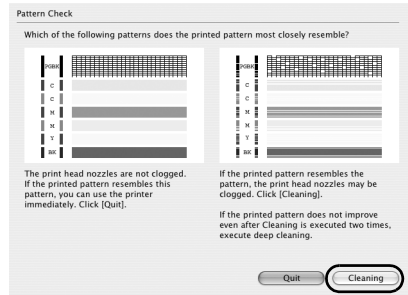 Pattern Check
Which of the following patterns does the printed pattern most closely resemble?
PGBK
C
C
M
M
Y
BK
The print head nozzles are not clogged.
If the printed pattern resembles this
pattern, you can use the printer
immediately. Click [Quit].
PGBK
C
C
M
M
Y
BK
If the printed pattern resembles the
pattern, the print head nozzles may be
clogged. Click [Cleaning].
If the printed pattern does not improve
even after Cleaning is executed two times,
execute deep cleaning.
Quit
Cleaning